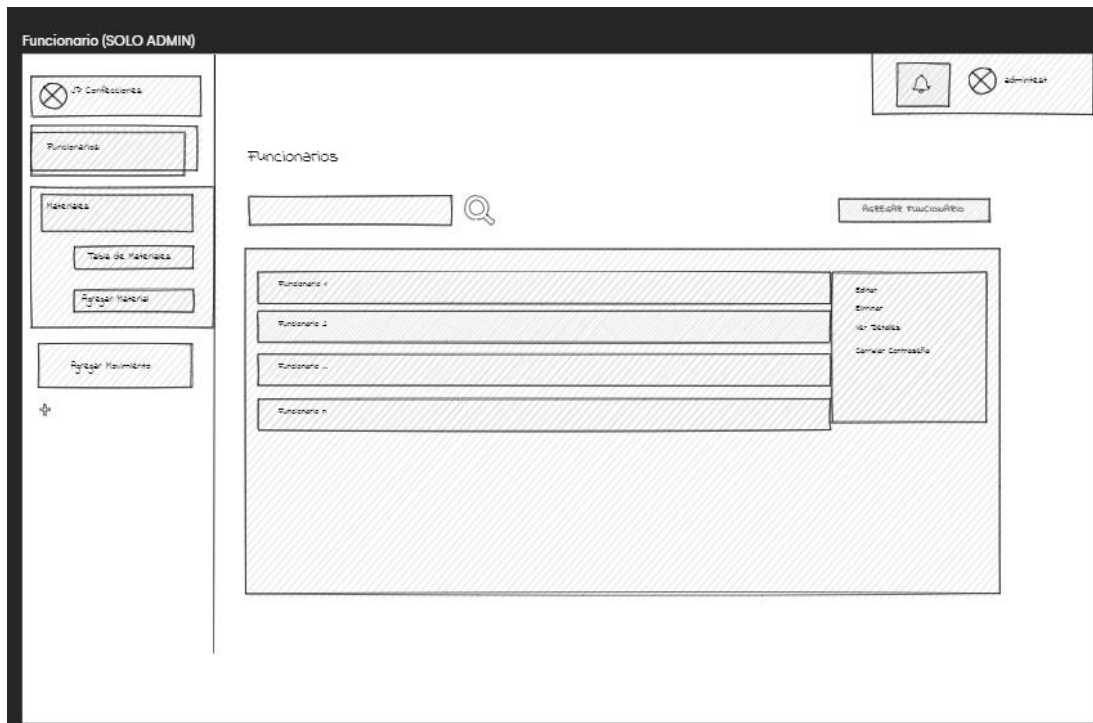 Funcionario (SOLO ADMIN)
JP Confecciones
Funcionarios
Materiales
Tabla de Materiales
Agregar Material
Agregar Movimiento
admintest
Funcionarios
AGREGAR FUNCIONARIO
Funcionario 1
Funcionario 2
Funcionario ...
Funcionario n
Editar
Eliminar
Ver Detalles
Cambiar Contraseña